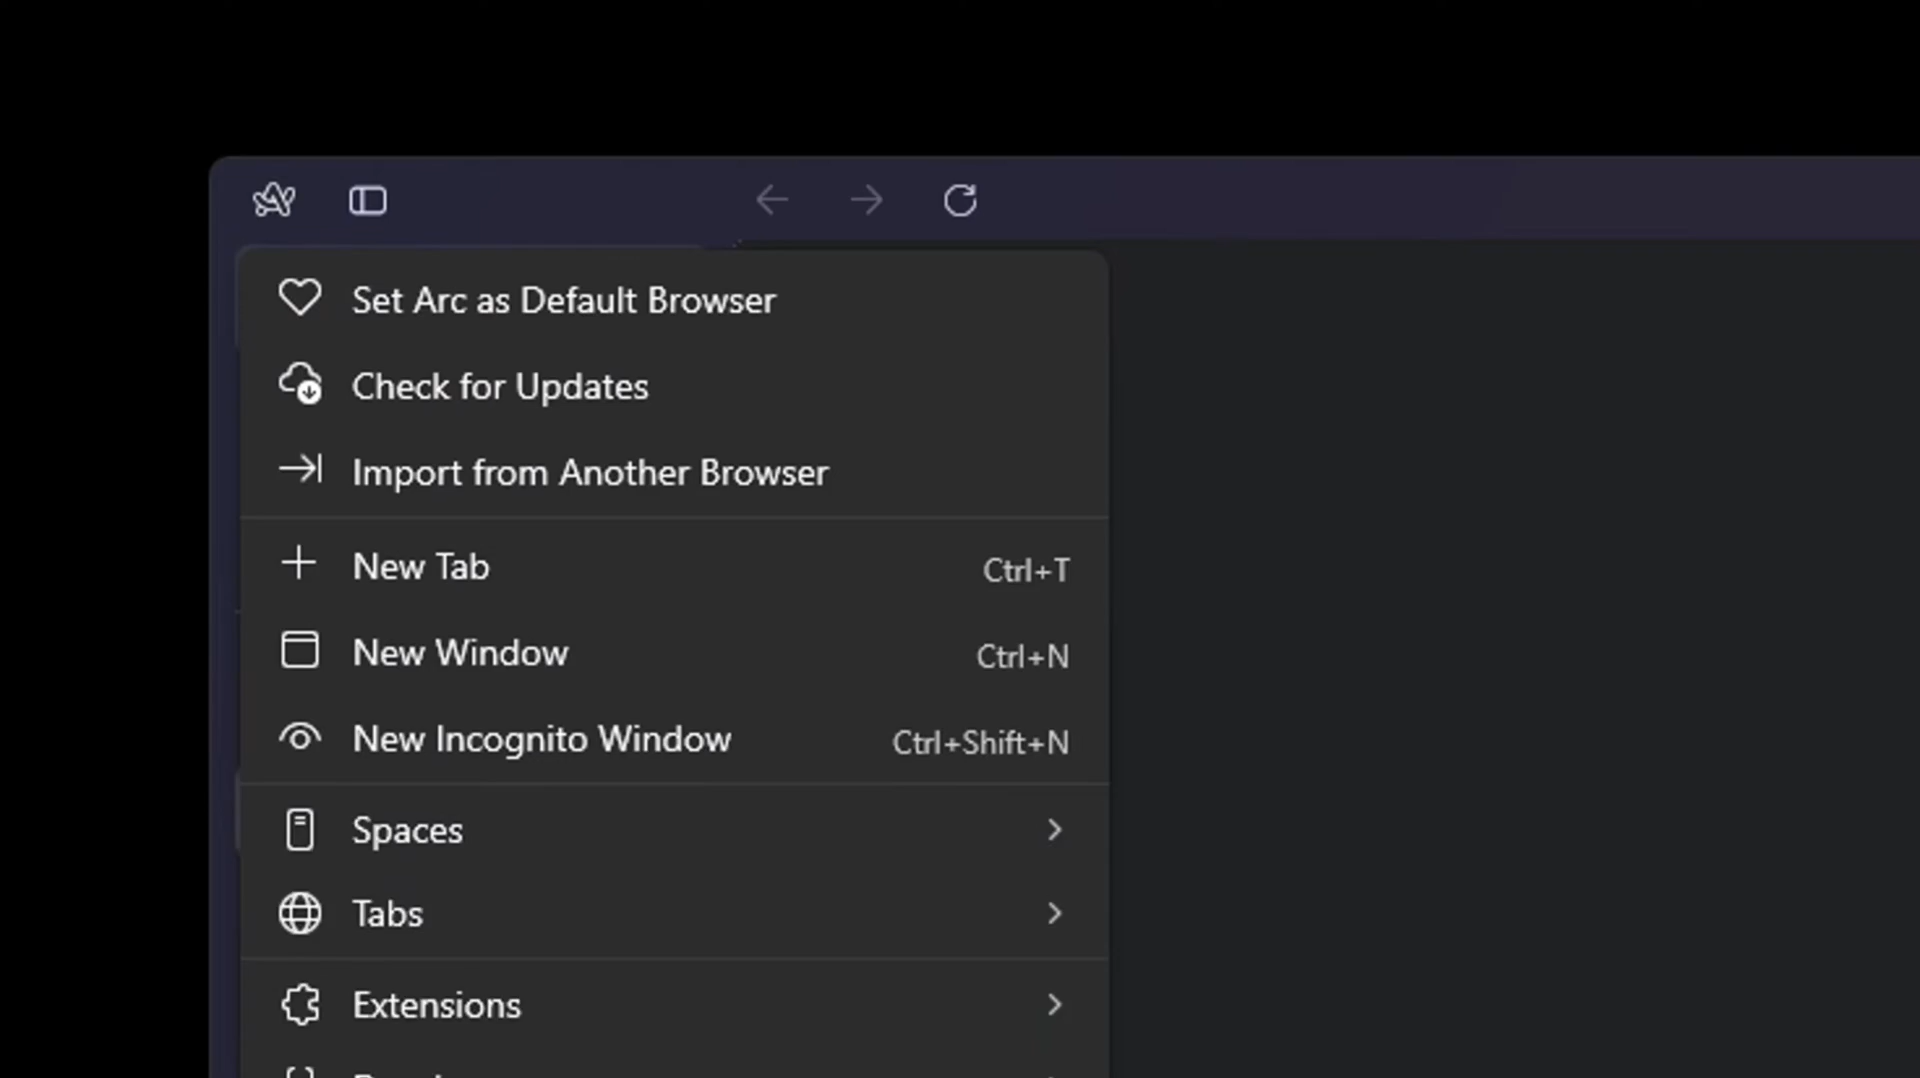 Set Arc as Default Browser
Check for Updates
Import from Another Browser
New Tab Ctrl+T
New Window Ctrl+N
New Incognito Window Ctrl+Shift+N
Spaces
Tabs
Extensions